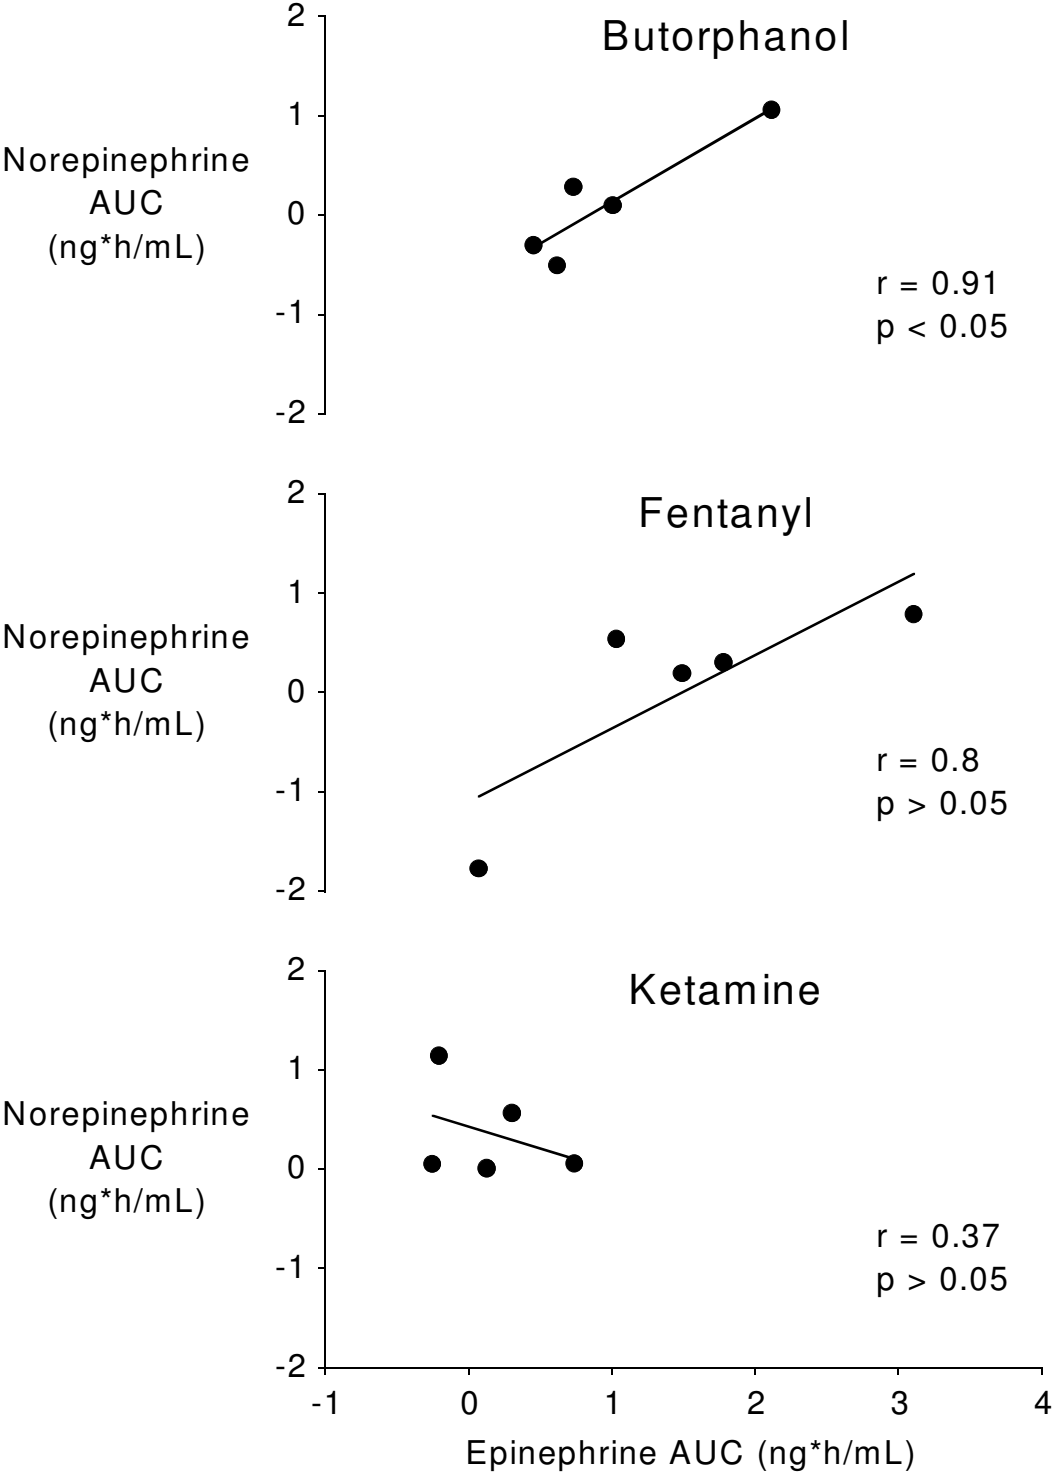 Butorphanol
2
1
0
-1
-2
Norepinephrine
AUC
(ng*h/mL)
r = 0.91
p < 0.05
Fentanyl
2
1
0
-1
-2
Norepinephrine
AUC
(ng*h/mL)
r = 0.8
p > 0.05
Ketamine
2
1
0
-1
-2
Norepinephrine
AUC
(ng*h/mL)
r = 0.37
p > 0.05
-1 0 1 2 3 4
Epinephrine AUC (ng*h/mL)